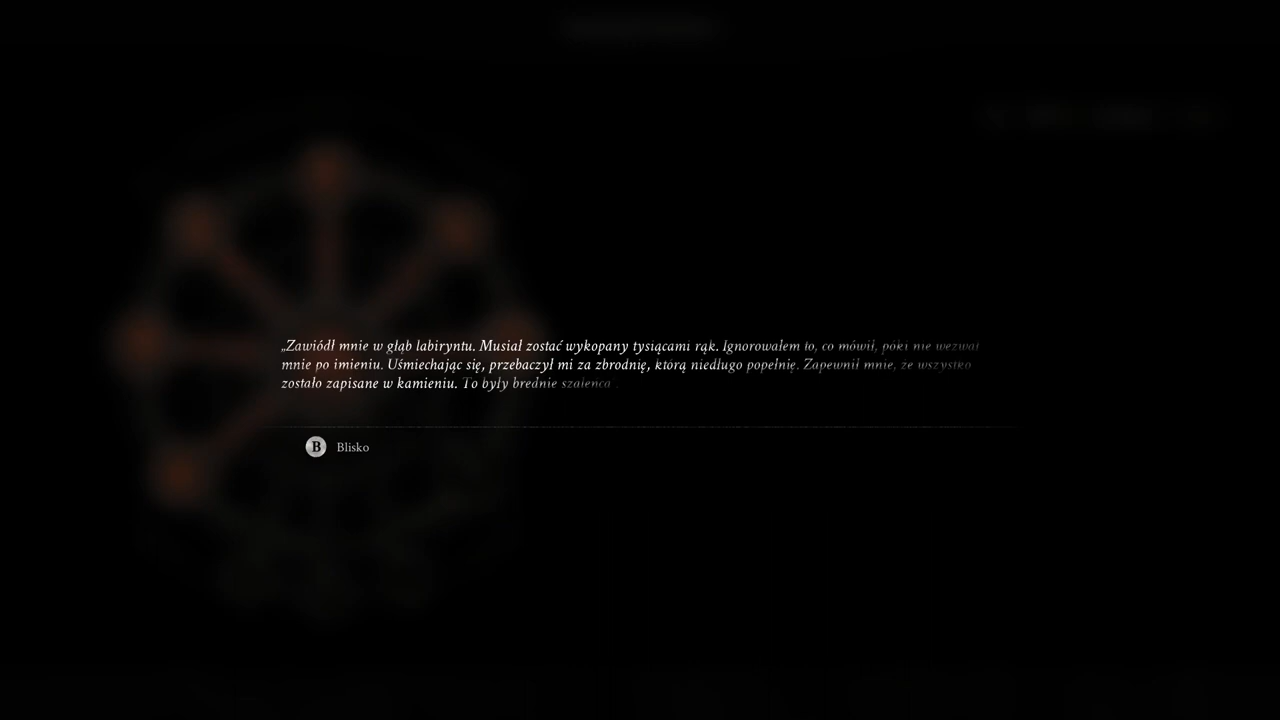 „Zawiódł mnie w głąb labiryntu. Musiał zostać wykopany tysiącami rąk. Ignorowałem to, co mówił, póki nie wezwał
mnie po imieniu. Uśmiechając się, przebaczył mi za zbrodnię, którą niedługo popełnię. Zapewnił mnie, że wszystko
zostało zapisane w kamieniu. To były brednie szaleńca .
B Blisko